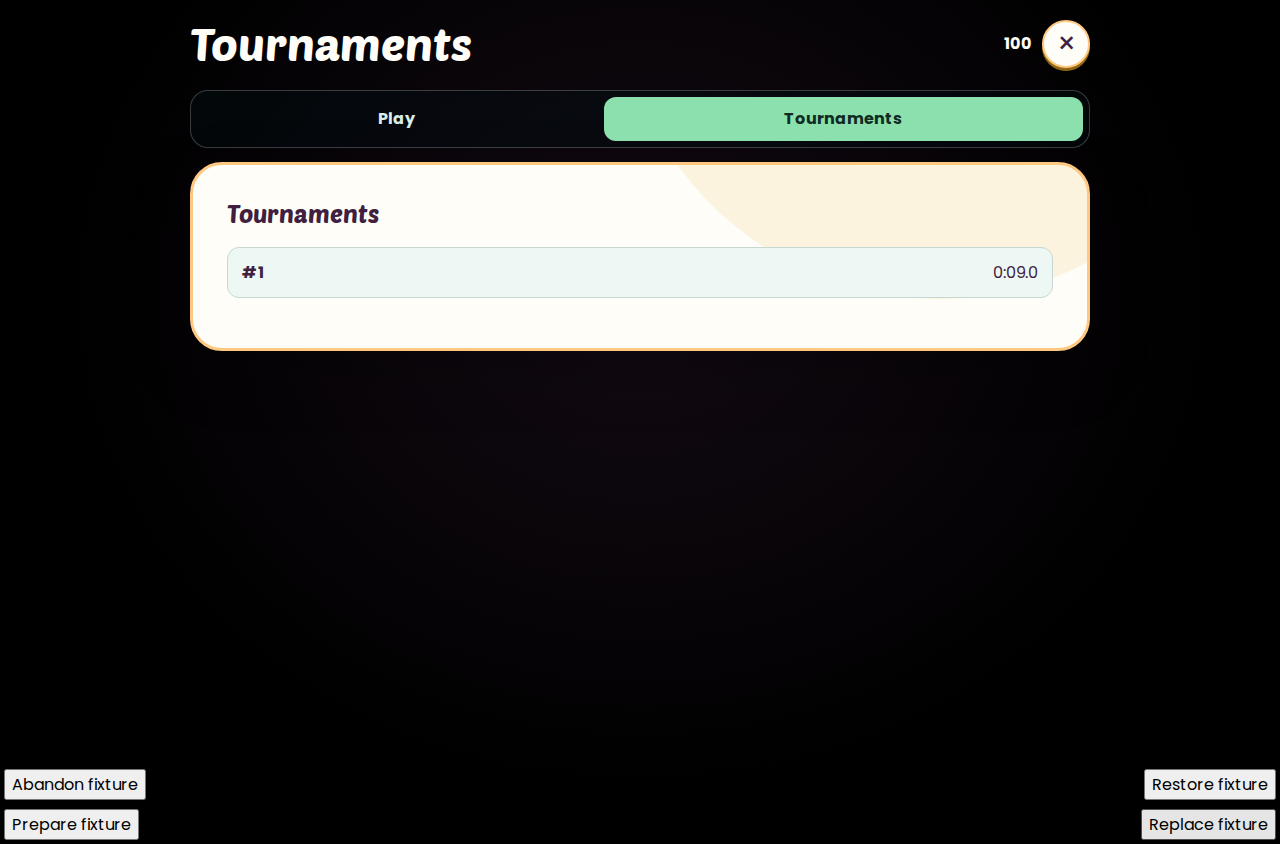 Tournaments
100 ×
Play Tournaments
Tournaments
#1 0:09.0
Abandon fixture Restore fixture
Prepare fixture Replace fixture